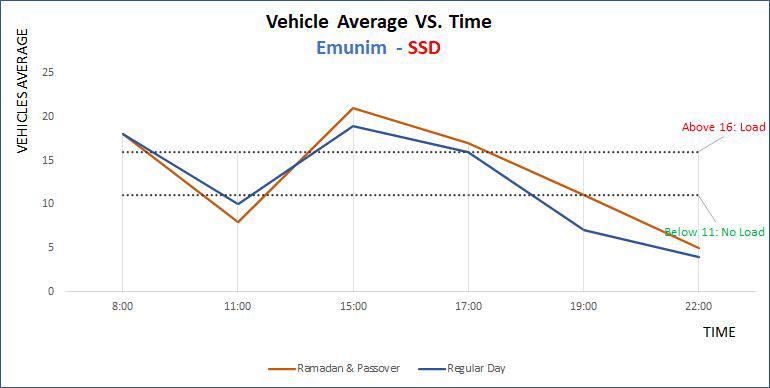 Vehicle Average VS. Time
Emunim - SSD
VEHICLES AVERAGE
25
20
15
10
5
0
Above 16: Load
Below 11: No Load
8:00
11:00
15:00
17:00
19:00
22:00
TIME
Ramadan & Passover
Regular Day